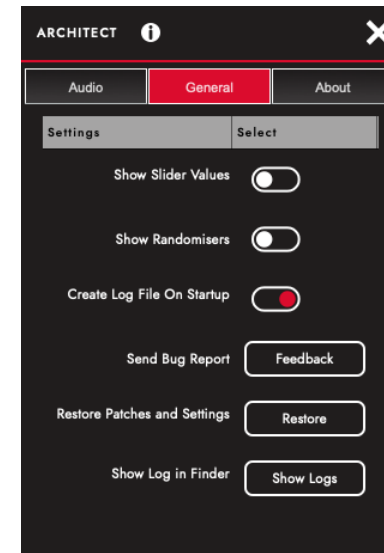 ARCHITECT i
Audio General About
Settings Select
Show Slider Values
Show Randomisers
Create Log File On Startup
Send Bug Report Feedback
Restore Patches and Settings Restore
Show Log in Finder Show Logs